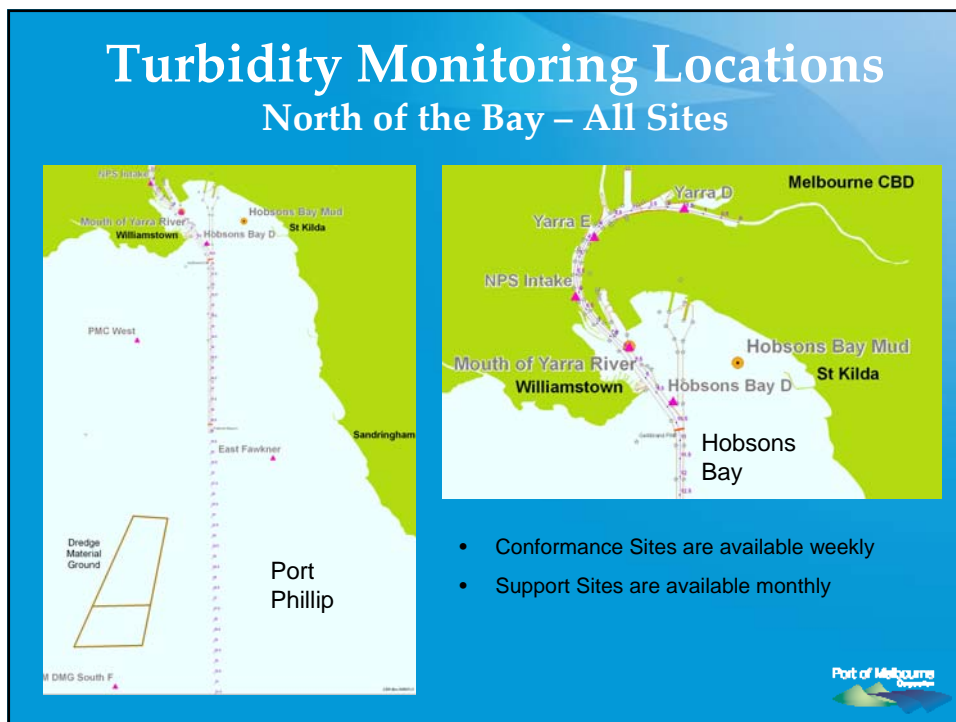 Turbidity Monitoring Locations
North of the Bay – All Sites
NPS Intake
Mouth of Yarra River
Hobsons Bay Mud
Williamstown
St Kilda
Hobsons Bay D
PMC West
East Fawkner
Sandringham
Dredge
Material
Ground
Port
Phillip
M DMG South F
Yarra D
Melbourne CBD
Yarra E
NPS Intake
Hobsons Bay Mud
Mouth of Yarra River
St Kilda
Williamstown
Hobsons Bay D
Hobsons
Bay
• Conformance Sites are available weekly
• Support Sites are available monthly
Port of Melbourne
Corporation